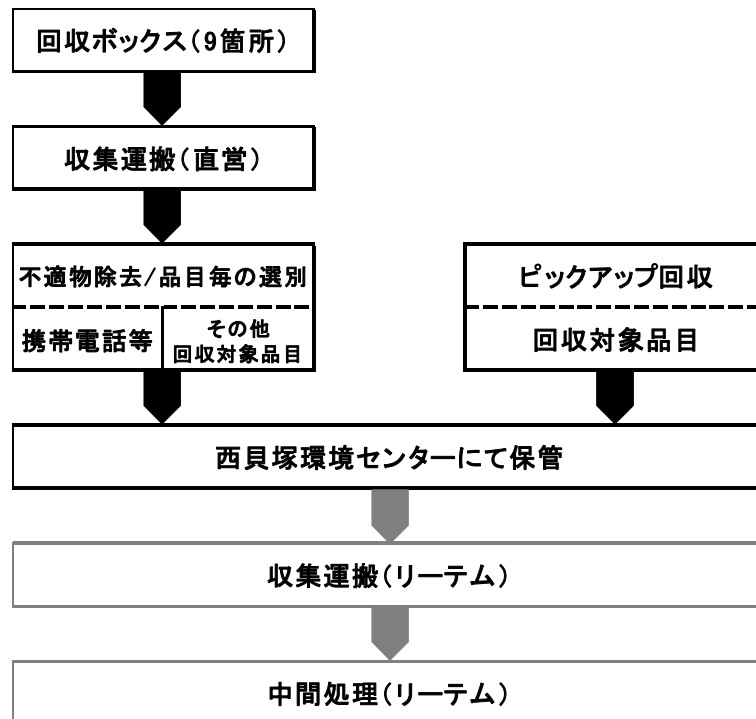 回収ボックス（9箇所）
収集運搬（直営）
不適物除去/品目毎の選別
携帯電話等
その他
回収対象品目
ピックアップ回収
回収対象品目
西貝塚環境センターにて保管
収集運搬（リーテム）
中間処理（リーテム）